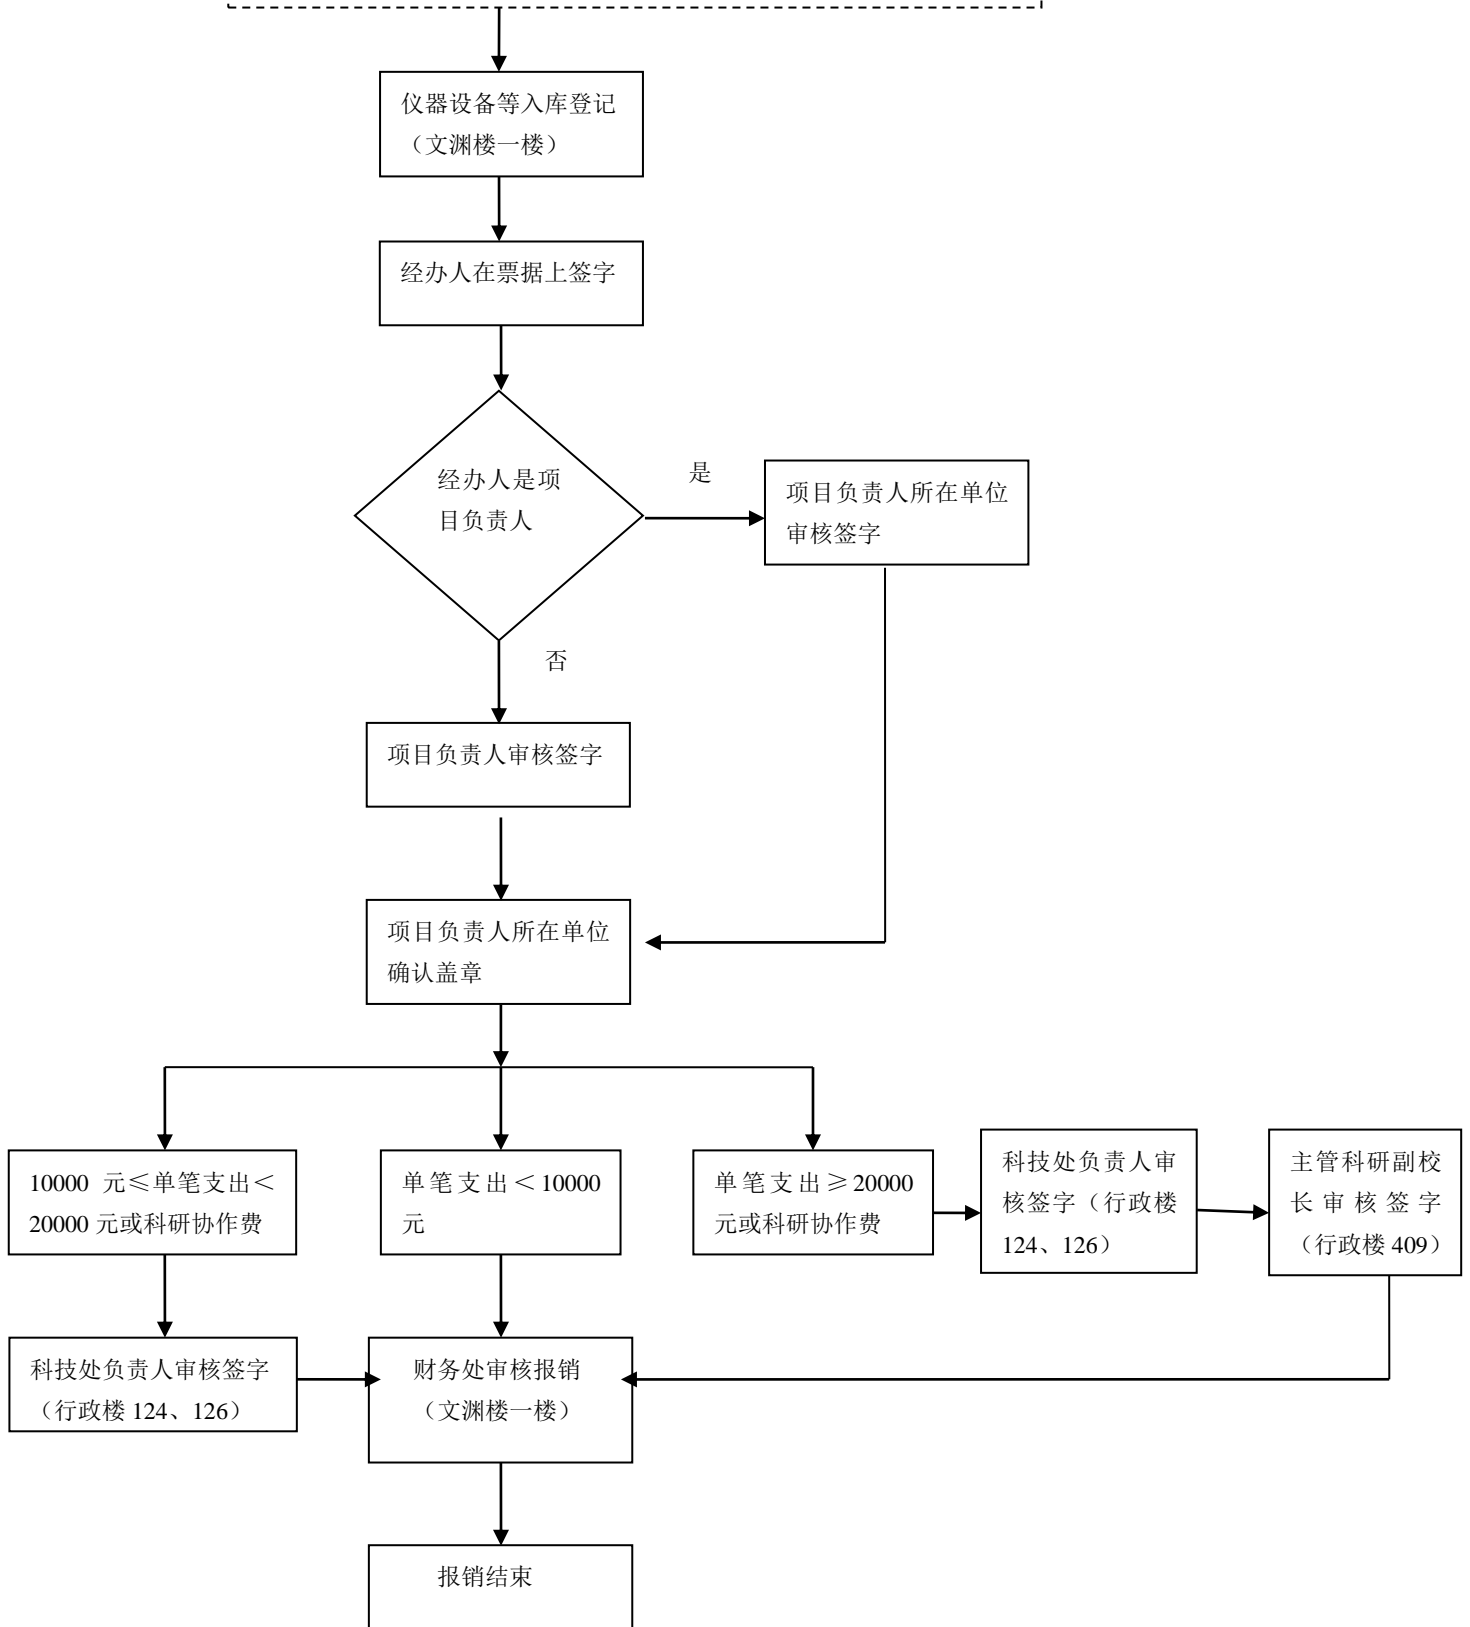 仪器设备等入库登记
（文渊楼一楼）
经办人在票据上签字
经办人是项
目负责人
是
项目负责人所在单位
审核签字
否
项目负责人审核签字
项目负责人所在单位
确认盖章
10000 元≤单笔支出＜
20000 元或科研协作费
单笔支出＜10000
元
单笔支出≥20000
元或科研协作费
科技处负责人审
核签字（行政楼
124、126）
主管科研副校
长审核签字
（行政楼 409）
科技处负责人审核签字
（行政楼 124、126）
财务处审核报销
（文渊楼一楼）
报销结束